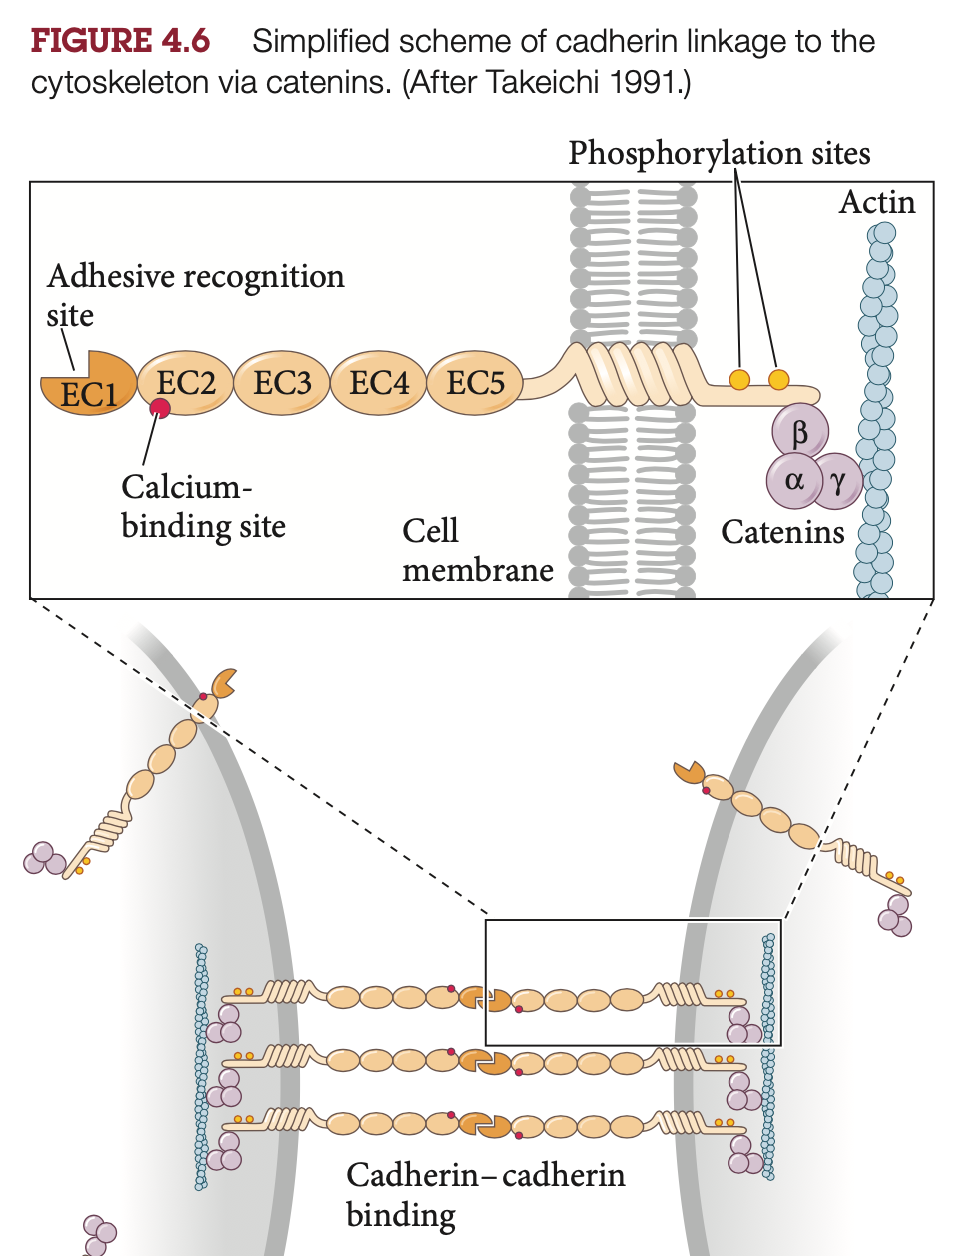 FIGURE 4.6 Simplified scheme of cadherin linkage to the
cytoskeleton via catenins. (After Takeichi 1991.)
Phosphorylation sites
Actin
Adhesive recognition
site
EC1 EC2 EC3 EC4 EC5
β
α γ
Calcium-
binding site
Cell
membrane
Catenins
Cadherin–cadherin
binding